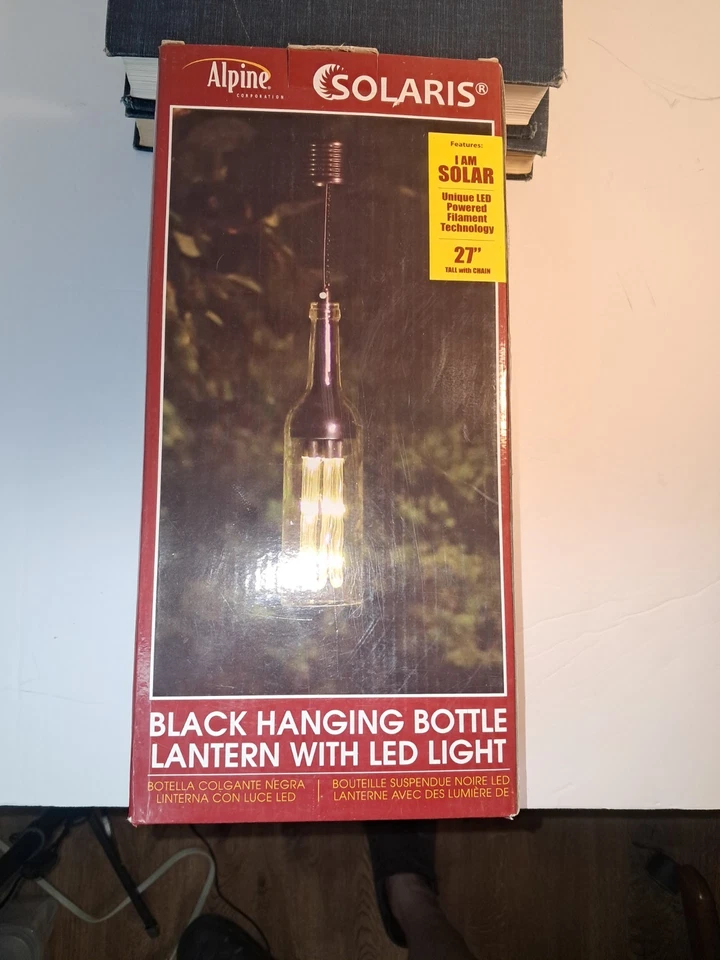 Alpine®
CORPORATION
SOLARIS®
Features:
I AM
SOLAR
Unique LED
Powered
Filament
Technology
27”
TALL with CHAIN
BLACK HANGING BOTTLE
LANTERN WITH LED LIGHT
BOTELLA COLGANTE NEGRA
LINTERNA CON LUCE LED
BOUTEILLE SUSPENDUE NOIRE LED
LANTERNE AVEC DES LUMIÈRE DE